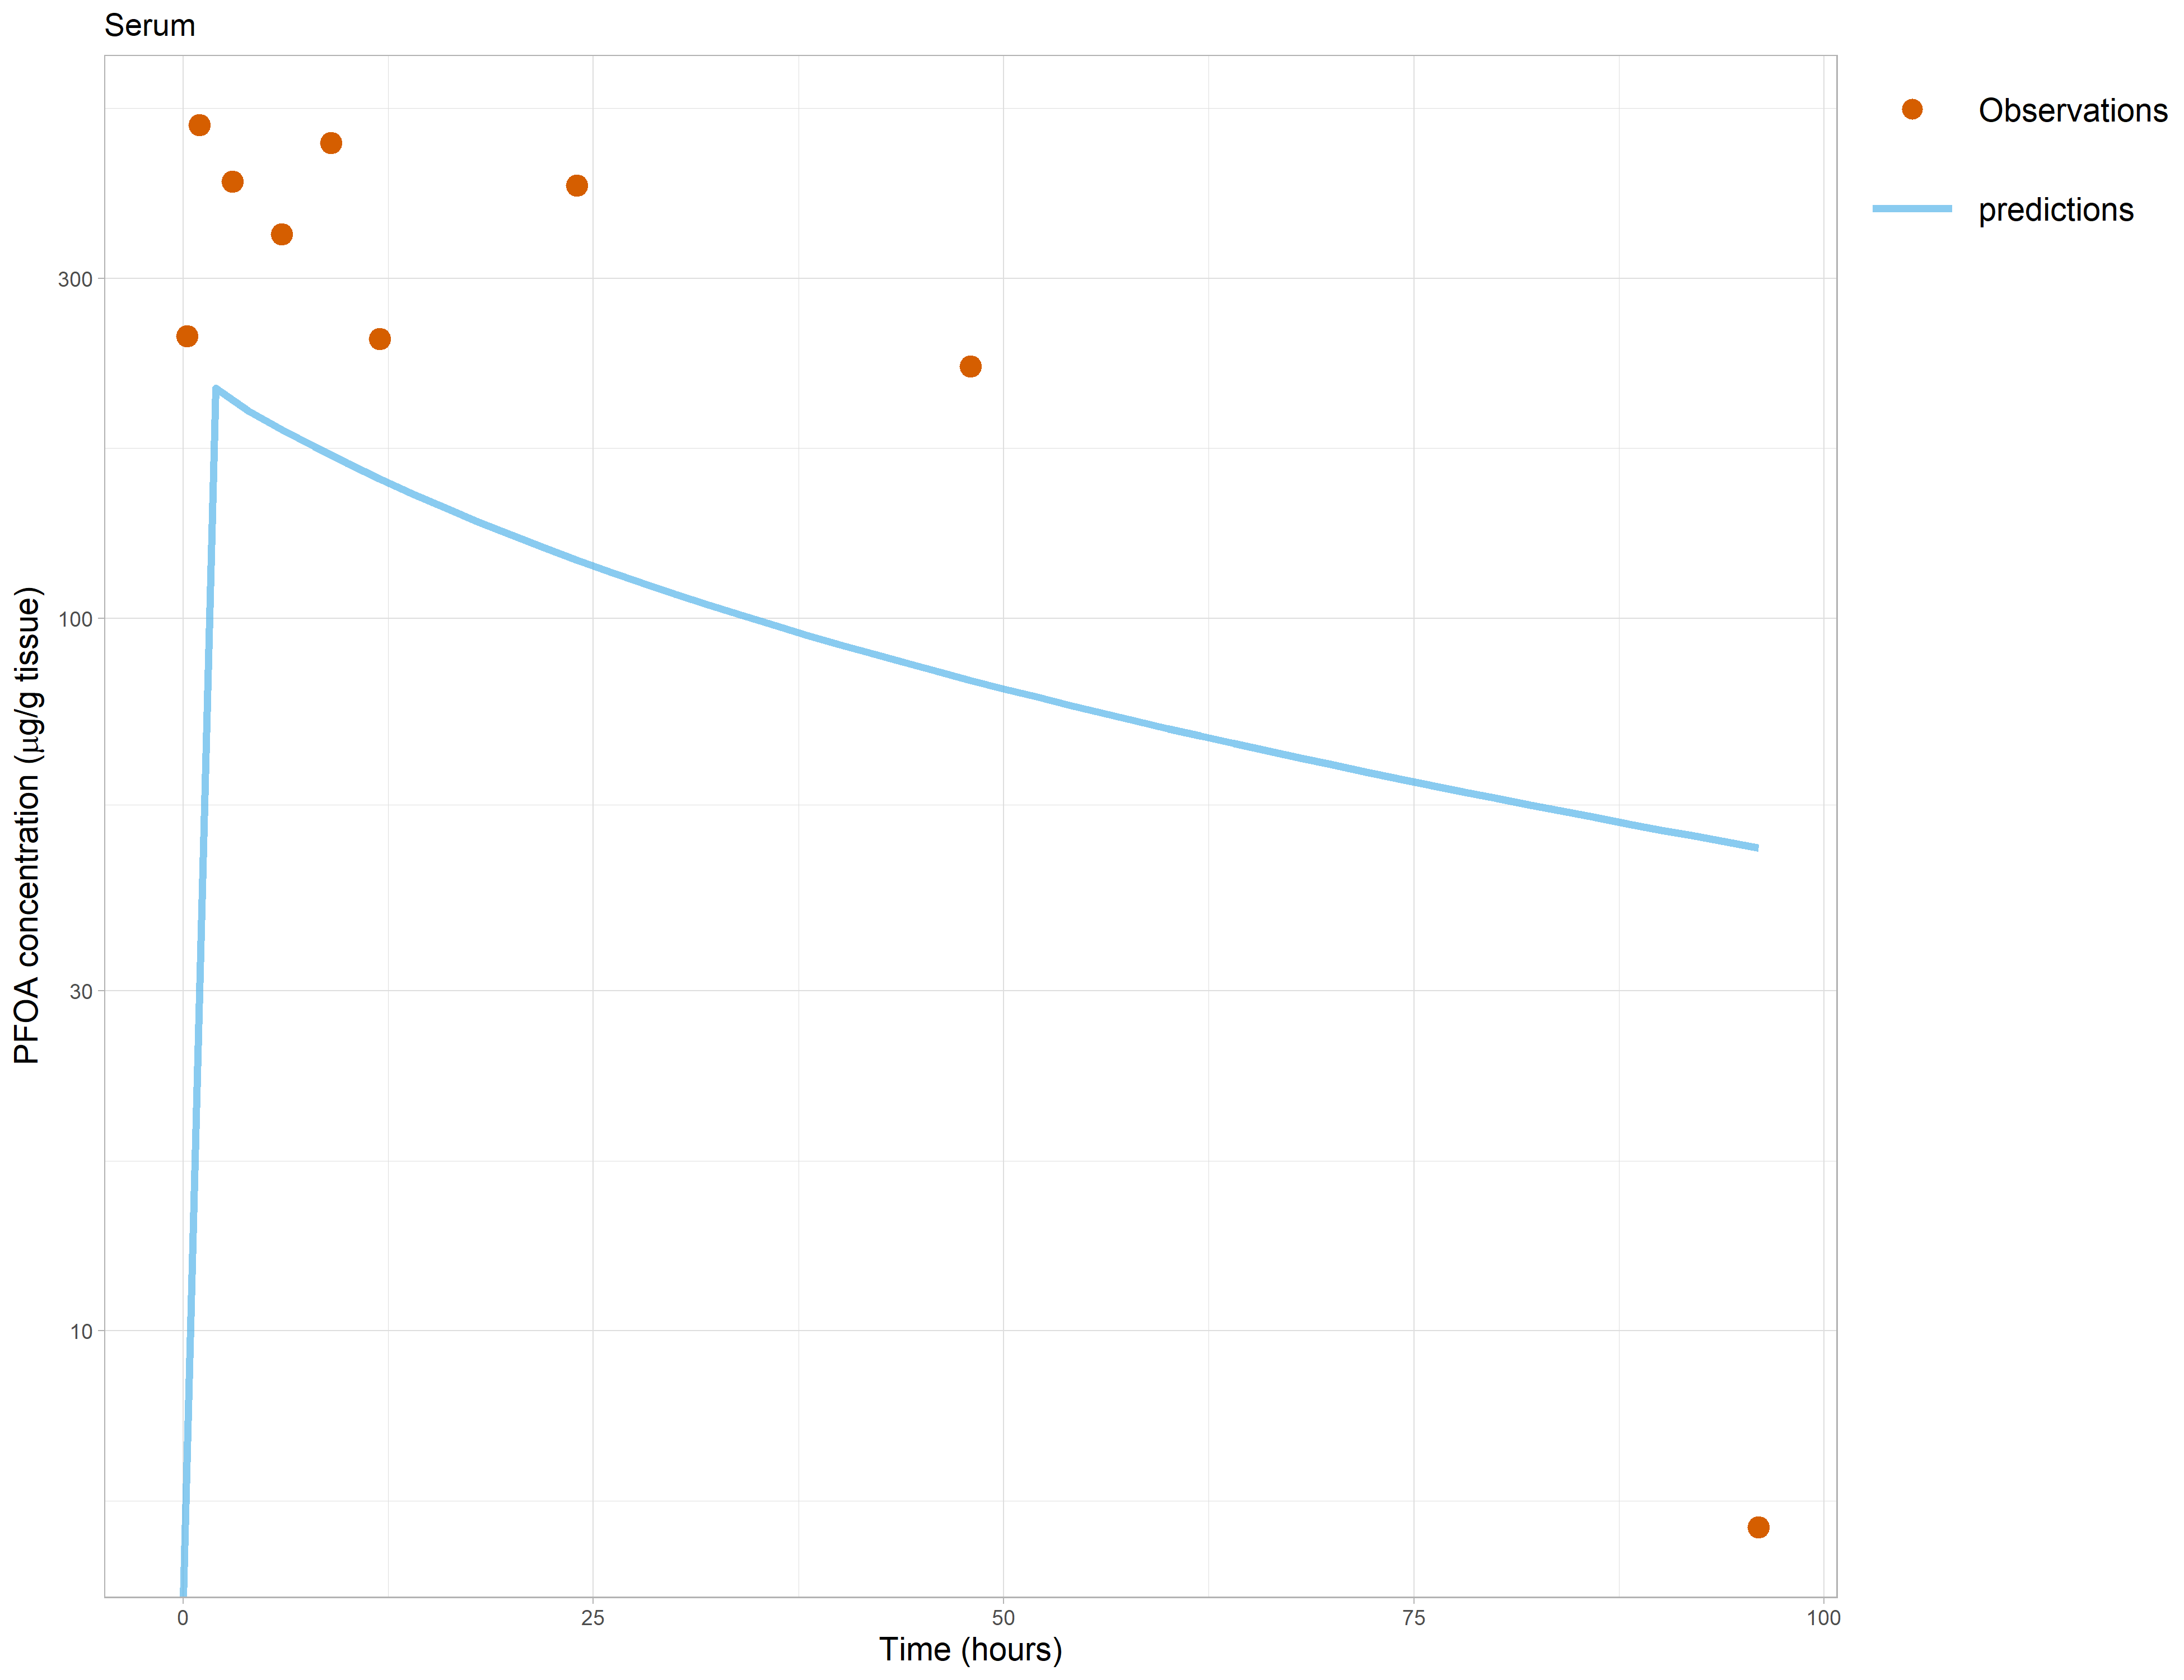 Serum
Observations
predictions
PFOA concentration (μg/g tissue)
300
100
30
10
0
25
50
75
100
Time (hours)